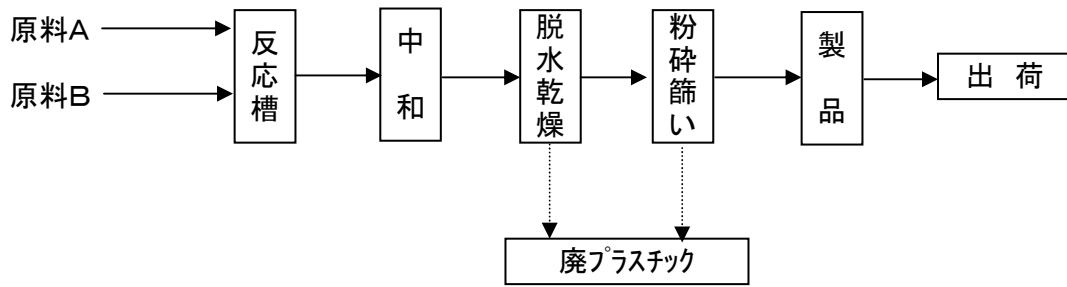 原料A
原料B
反応槽
中和
脱水乾燥
粉砕篩い
製品
出荷
廃プラスチック